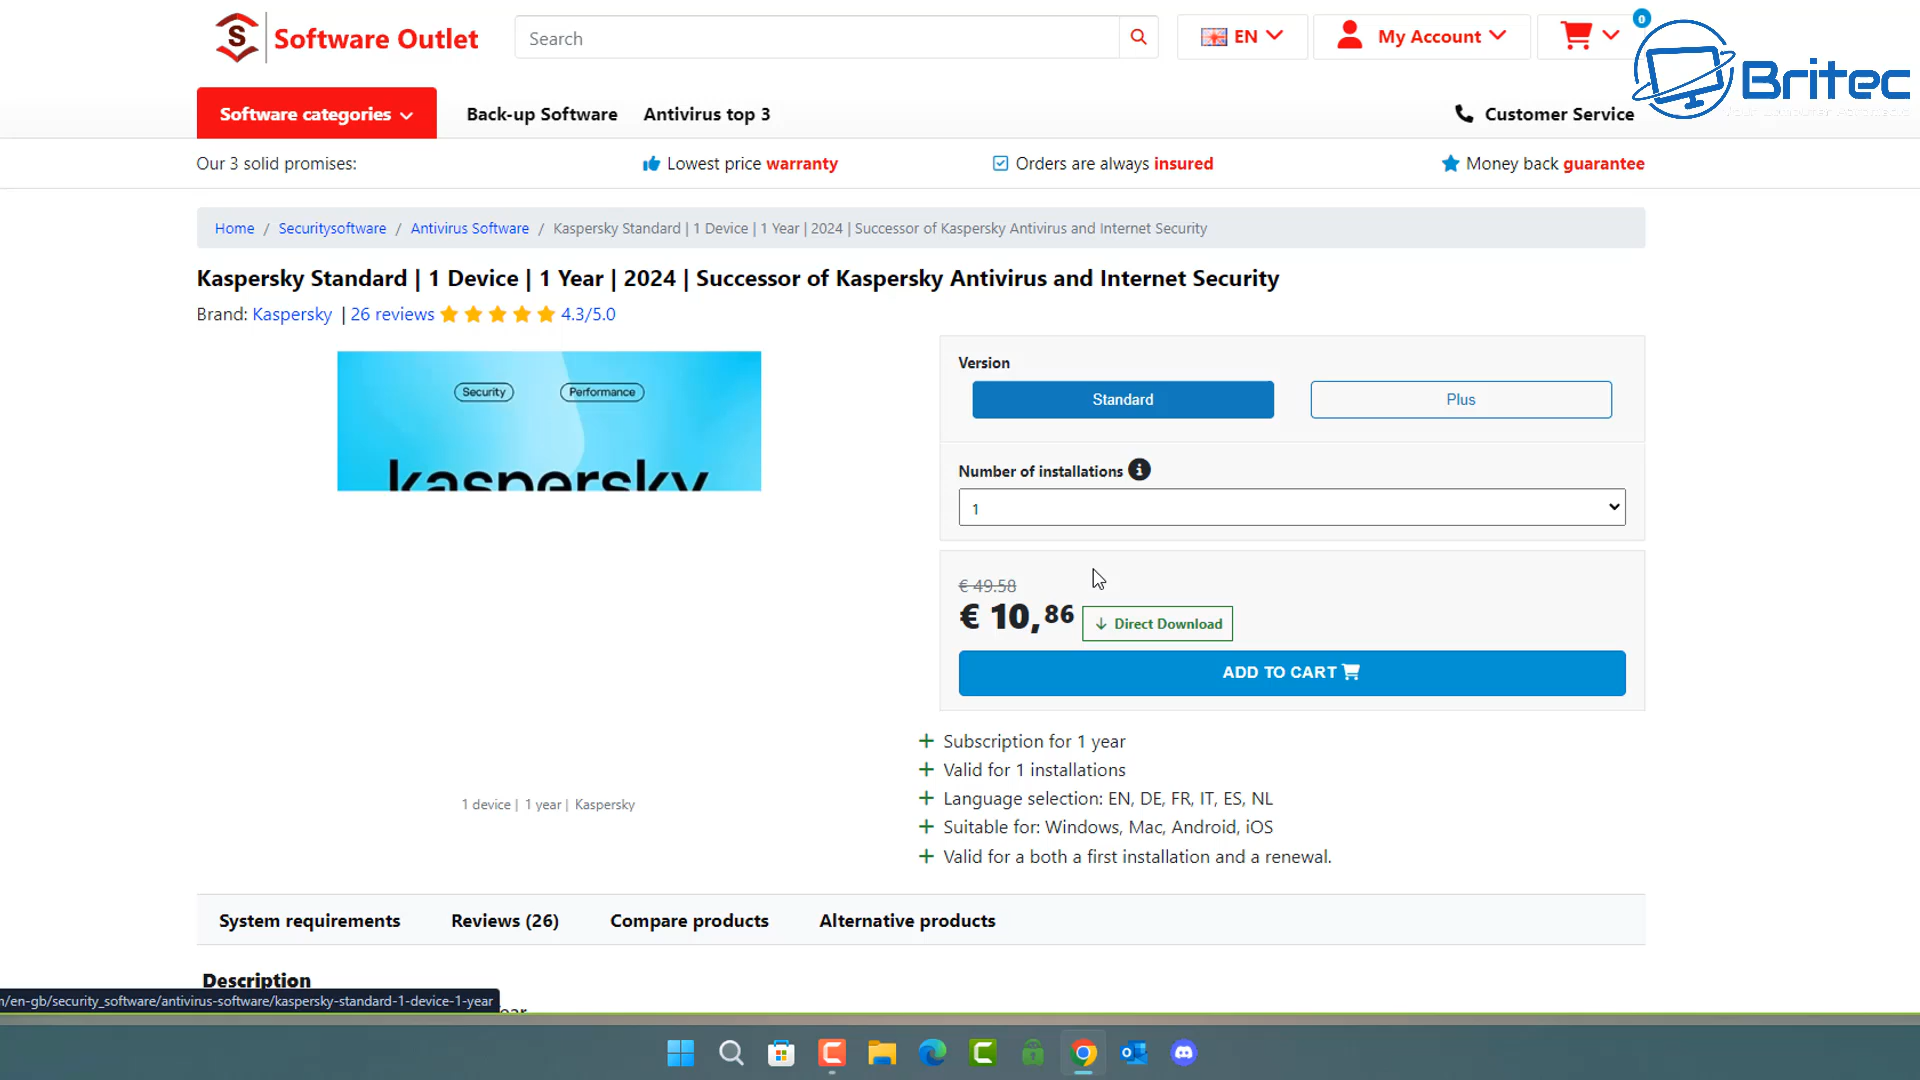 S Software Outlet
Search
EN
My Account
0
Britec
Software categories
Back-up Software
Antivirus top 3
Customer Service
Our 3 solid promises:
Lowest price warranty
Orders are always insured
Money back guarantee
Home / Securitysoftware / Antivirus Software / Kaspersky Standard | 1 Device | 1 Year | 2024 | Successor of Kaspersky Antivirus and Internet Security
Kaspersky Standard | 1 Device | 1 Year | 2024 | Successor of Kaspersky Antivirus and Internet Security
Brand: Kaspersky | 26 reviews 4.3/5.0
Security
Performance
kaspersky
1 device | 1 year | Kaspersky
Version
Standard
Plus
Number of installations
1
€ 49.58
€ 10,86
Direct Download
ADD TO CART
+ Subscription for 1 year
+ Valid for 1 installations
+ Language selection: EN, DE, FR, IT, ES, NL
+ Suitable for: Windows, Mac, Android, iOS
+ Valid for a both a first installation and a renewal.
System requirements
Reviews (26)
Compare products
Alternative products
Description
/en-gb/security_software/antivirus-software/kaspersky-standard-1-device-1-year